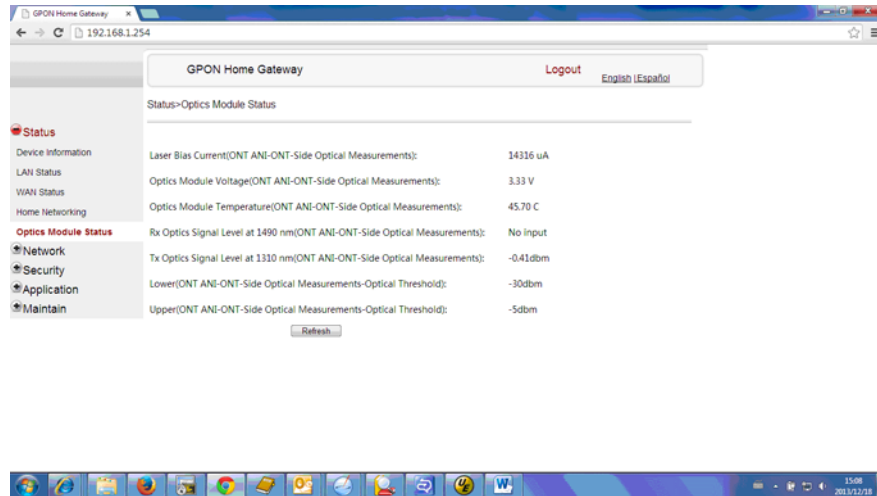 GPON Home Gateway
192.168.1.254
GPON Home Gateway
Logout
English |Español
Status>Optics Module Status
Status
Device Information
LAN Status
WAN Status
Home Networking
Optics Module Status
Network
Security
Application
Maintain
Laser Bias Current(ONT ANI-ONT-Side Optical Measurements): 14316 uA
Optics Module Voltage(ONT ANI-ONT-Side Optical Measurements): 3.33 V
Optics Module Temperature(ONT ANI-ONT-Side Optical Measurements): 45.70 C
Rx Optics Signal Level at 1490 nm(ONT ANI-ONT-Side Optical Measurements): No input
Tx Optics Signal Level at 1310 nm(ONT ANI-ONT-Side Optical Measurements): -0.41dbm
Lower(ONT ANI-ONT-Side Optical Measurements-Optical Threshold): -30dbm
Upper(ONT ANI-ONT-Side Optical Measurements-Optical Threshold): -5dbm
Refresh
15:08
2013/12/18